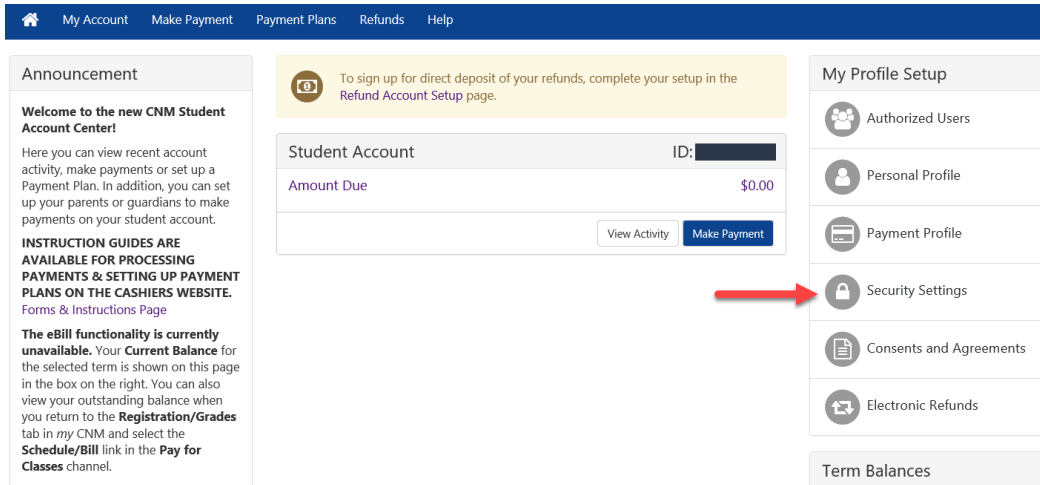 My Account Make Payment Payment Plans Refunds Help
Announcement
Welcome to the new CNM Student
Account Center!
Here you can view recent account
activity, make payments or set up a
Payment Plan. In addition, you can set
up your parents or guardians to make
payments on your student account.
INSTRUCTION GUIDES ARE
AVAILABLE FOR PROCESSING
PAYMENTS & SETTING UP PAYMENT
PLANS ON THE CASHIERS WEBSITE.
Forms & Instructions Page
The eBill functionality is currently
unavailable. Your Current Balance for
the selected term is shown on this page
in the box on the right. You can also
view your outstanding balance when
you return to the Registration/Grades
tab in my CNM and select the
Schedule/Bill link in the Pay for
Classes channel.
To sign up for direct deposit of your refunds, complete your setup in the
Refund Account Setup page.
Student Account ID:
Amount Due $0.00
View Activity Make Payment
My Profile Setup
Authorized Users
Personal Profile
Payment Profile
Security Settings
Consents and Agreements
Electronic Refunds
Term Balances